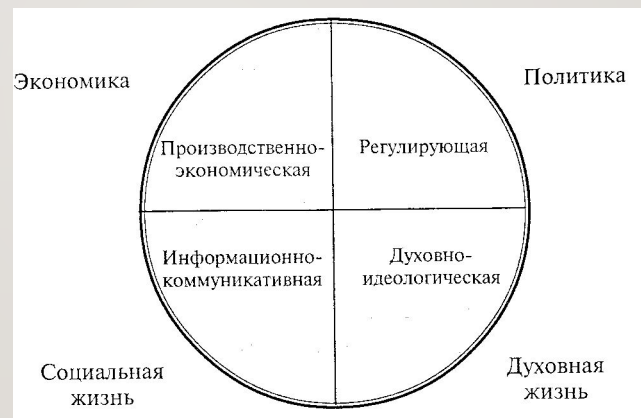 Экономика
Политика
Производственно-
экономическая
Регулирующая
Информационно-
коммуникативная
Духовно-
идеологическая
Социальная
жизнь
Духовная
жизнь